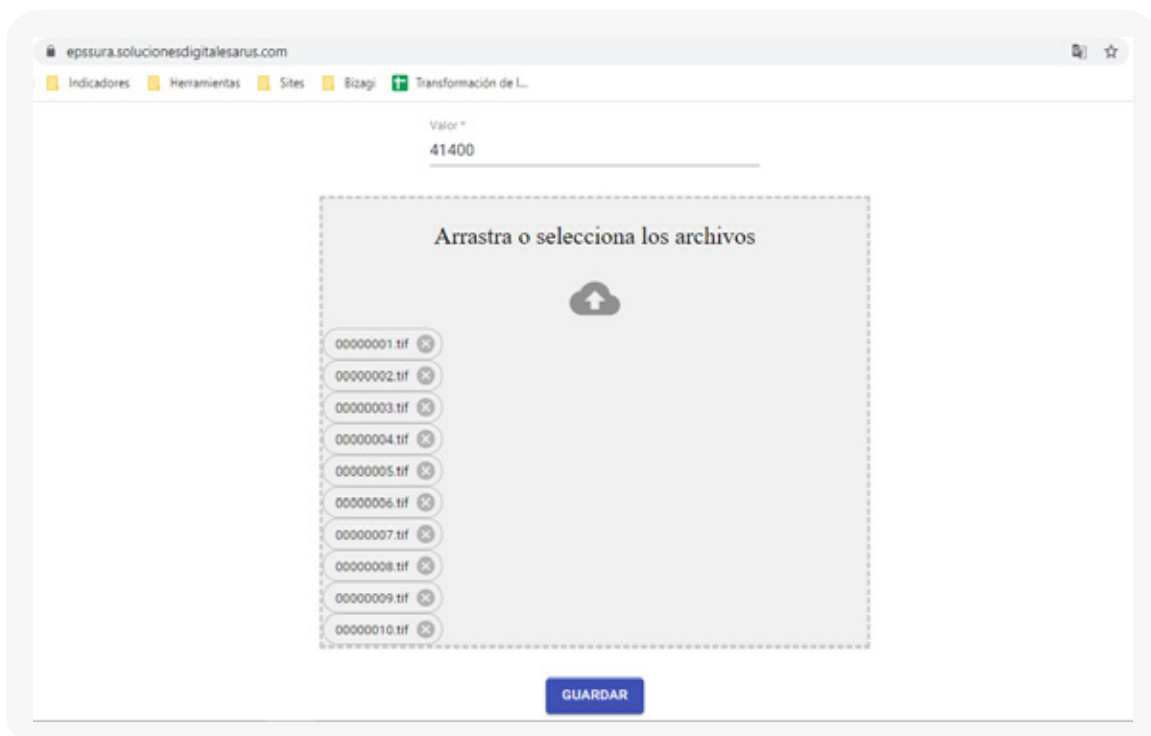 epssura.solucionesdigitalesarus.com
Indicadores Herramientas Sites Bizagi Transformación de l...
Valor *
41400
Arrastra o selecciona los archivos
00000001.tif
00000002.tif
00000003.tif
00000004.tif
00000005.tif
00000006.tif
00000007.tif
00000008.tif
00000009.tif
00000010.tif
GUARDAR